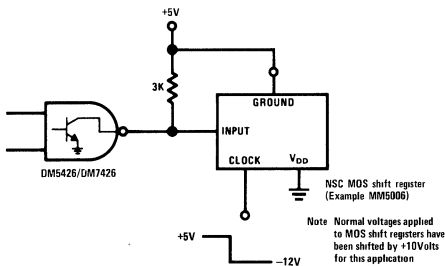 +5V
3K
GROUND
INPUT
CLOCK
VDD
DM5426/DM7426
NSC MOS shift register
(Example MM5006)
+5V
−12V
Note Normal voltages applied
to MOS shift registers have
been shifted by +10Volts
for this application